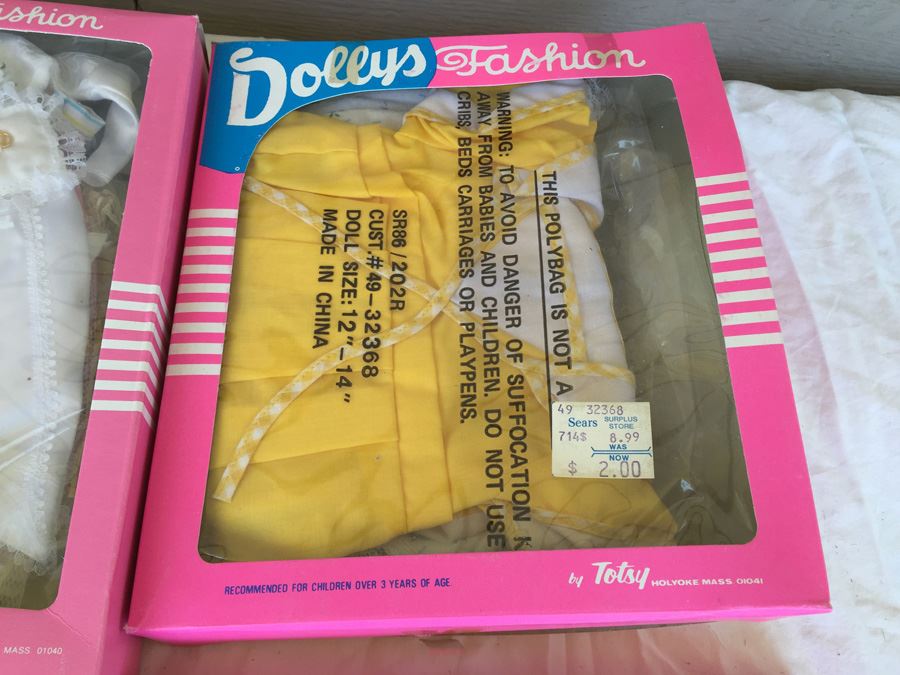 shion
Dollys Fashion
WARNING: TO AVOID DANGER OF SUFFOCATION K
AWAY FROM BABIES AND CHILDREN. DO NOT USE
CRIBS, BEDS CARRIAGES OR PLAYPENS.
THIS POLYBAG IS NOT A
SR86/202R
CUST.#49-32368
DOLL SIZE: 12"-14"
MADE IN CHINA
49 32368
Sears SURPLUS STORE
714$ 8.99
WAS
NOW
$ 2.00
RECOMMENDED FOR CHILDREN OVER 3 YEARS OF AGE.
by Totsy HOLYOKE MASS 01041
MASS 01040